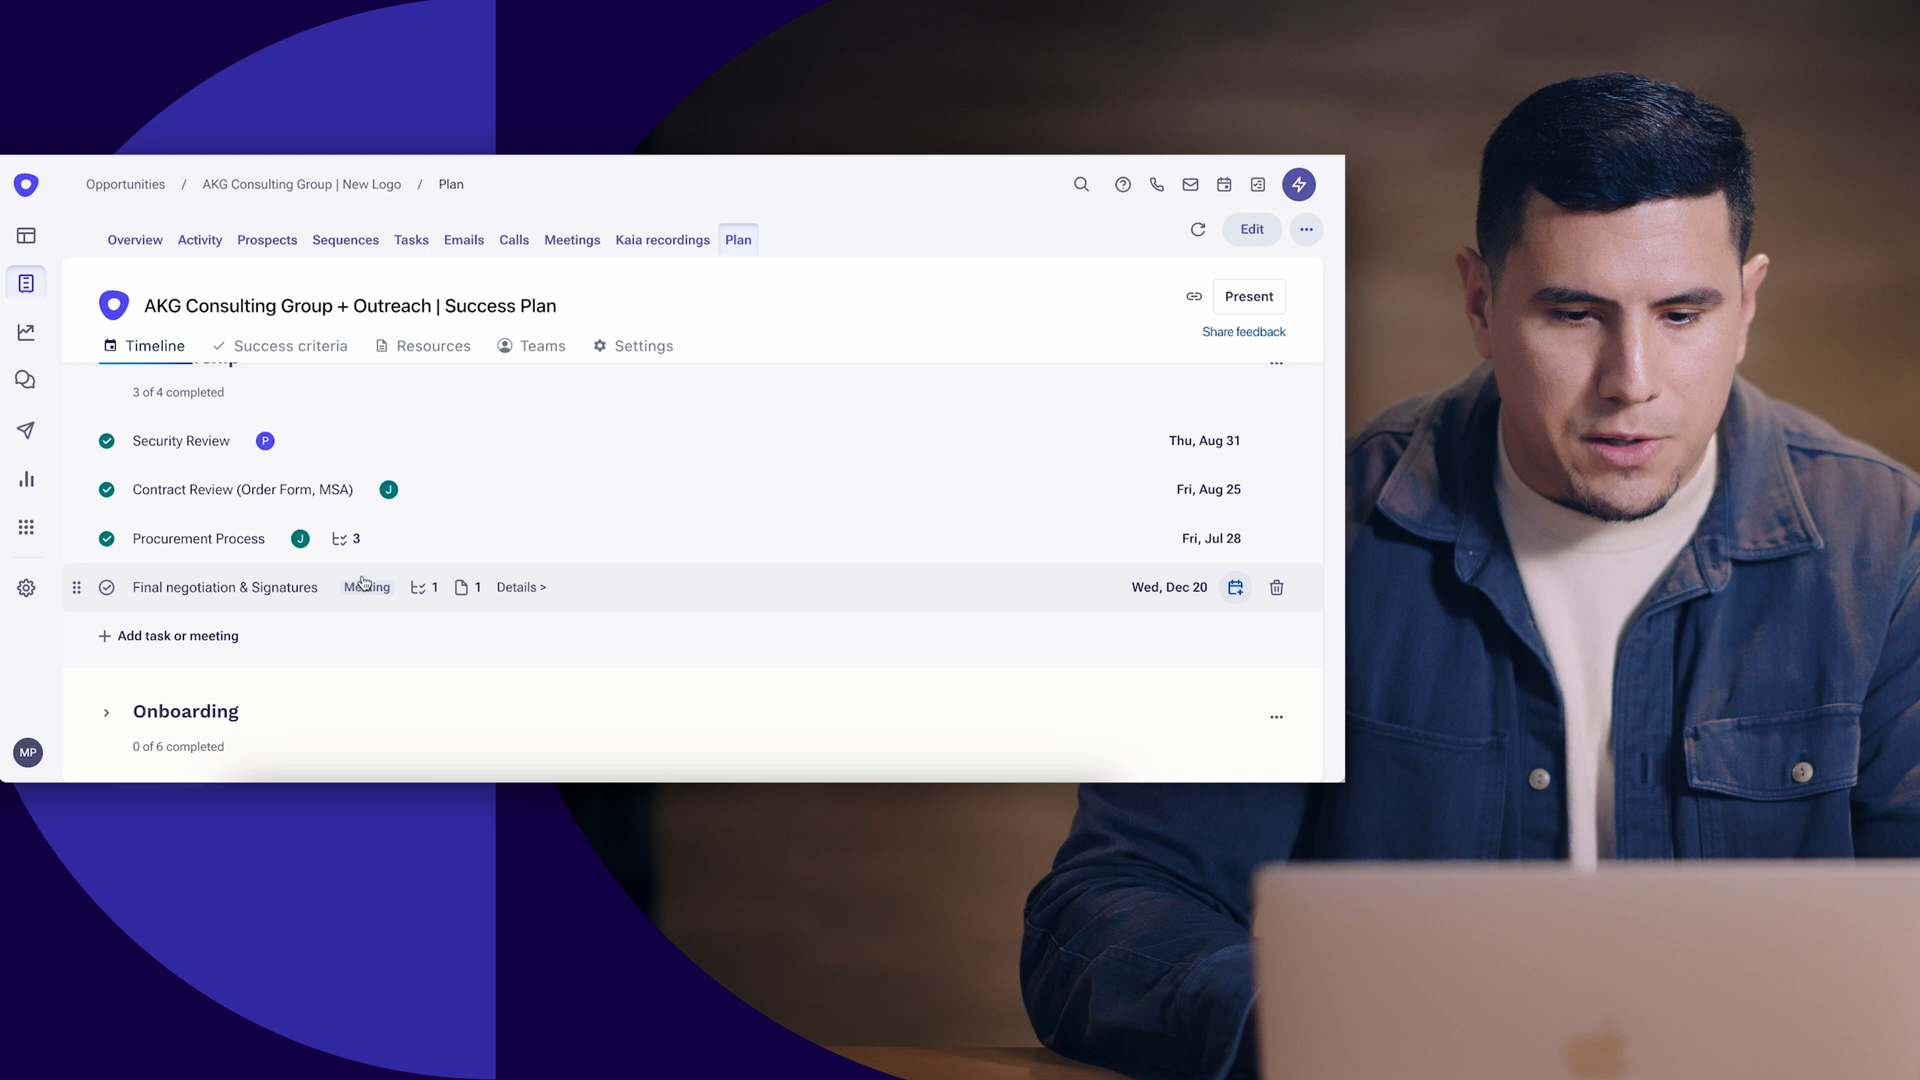 Opportunities / AKG Consulting Group | New Logo / Plan
Overview Activity Prospects Sequences Tasks Emails Calls Meetings Kaia recordings Plan
Edit
AKG Consulting Group + Outreach | Success Plan
Present
Share feedback
Timeline Success criteria Resources Teams Settings
3 of 4 completed
Security Review P Thu, Aug 31
Contract Review (Order Form, MSA) J Fri, Aug 25
Procurement Process J 3 Fri, Jul 28
Final negotiation & Signatures Meeting 1 1 Details > Wed, Dec 20
+ Add task or meeting
Onboarding
0 of 6 completed
MP